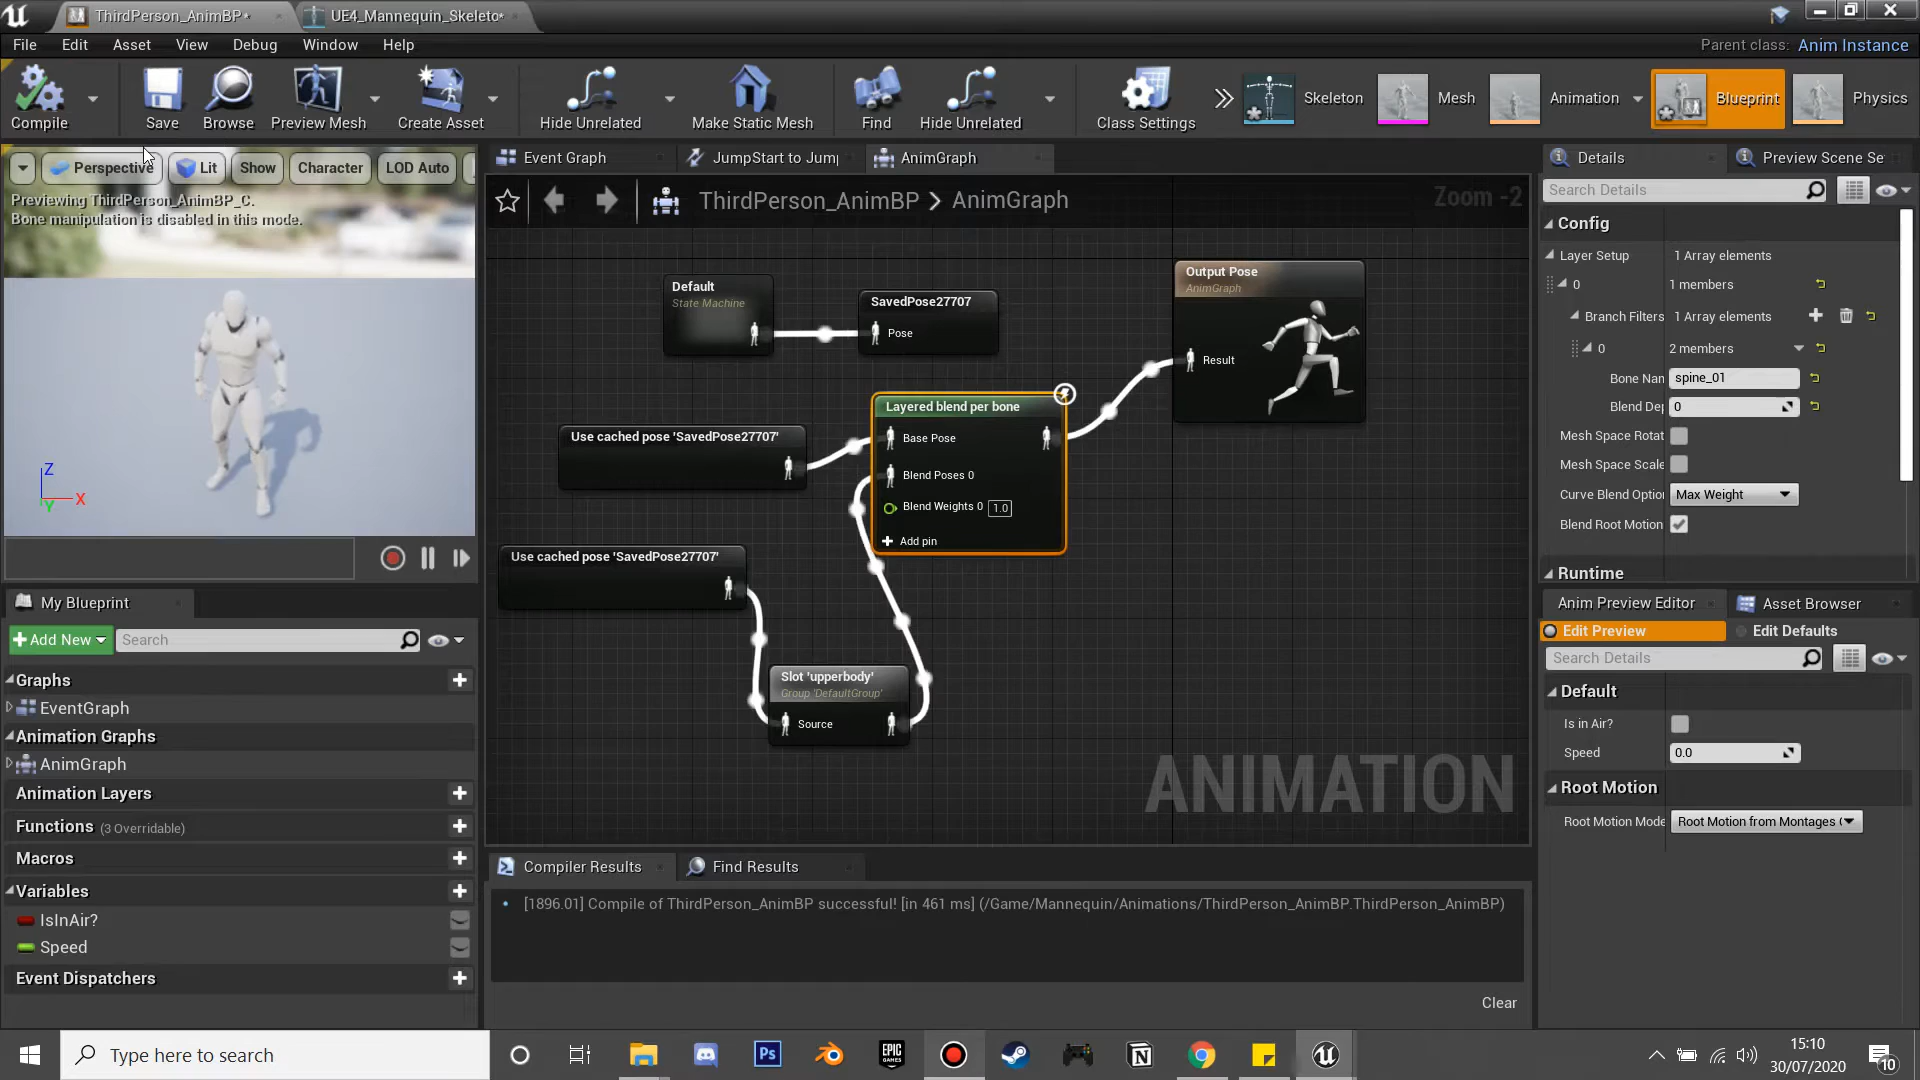 ThirdPerson_AnimBP*
UE4_Mannequin_Skeleto*
File
Edit
Asset
View
Debug
Window
Help
Parent class: Anim Instance
Compile
Save
Browse
Preview Mesh
Create Asset
Hide Unrelated
Make Static Mesh
Find
Hide Unrelated
Class Settings
Skeleton
Mesh
Animation
Blueprint
Physics
Perspective
Lit
Show
Character
LOD Auto
Previewing ThirdPerson_AnimBP_C.
Bone manipulation is disabled in this mode.
Z
X
Y
Event Graph
JumpStart to Jum
AnimGraph
ThirdPerson_AnimBP > AnimGraph
Zoom -2
Default
State Machine
SavedPose27707
Pose
Output Pose
AnimGraph
Result
Use cached pose 'SavedPose27707'
Layered blend per bone
Base Pose
Blend Poses 0
Blend Weights 0 1.0
Add pin
Use cached pose 'SavedPose27707'
Slot 'upperbody'
Group 'DefaultGroup'
Source
ANIMATION
Compiler Results
Find Results
[1896.01] Compile of ThirdPerson_AnimBP successful! [in 461 ms] (/Game/Mannequin/Animations/ThirdPerson_AnimBP.ThirdPerson_AnimBP)
Clear
My Blueprint
Add New
Search
Graphs
EventGraph
Animation Graphs
AnimGraph
Animation Layers
Functions (3 Overridable)
Macros
Variables
IsInAir?
Speed
Event Dispatchers
Details
Preview Scene Se
Search Details
Config
Layer Setup 1 Array elements
0 1 members
Branch Filters 1 Array elements
0 2 members
Bone Nan spine_01
Blend Dep 0
Mesh Space Rotat
Mesh Space Scale
Curve Blend Option Max Weight
Blend Root Motion
Runtime
Anim Preview Editor
Asset Browser
Edit Preview
Edit Defaults
Search Details
Default
Is in Air?
Speed 0.0
Root Motion
Root Motion Mode Root Motion from Montages (
Type here to search
Ps
EPIC
GAMES
15:10
30/07/2020
10